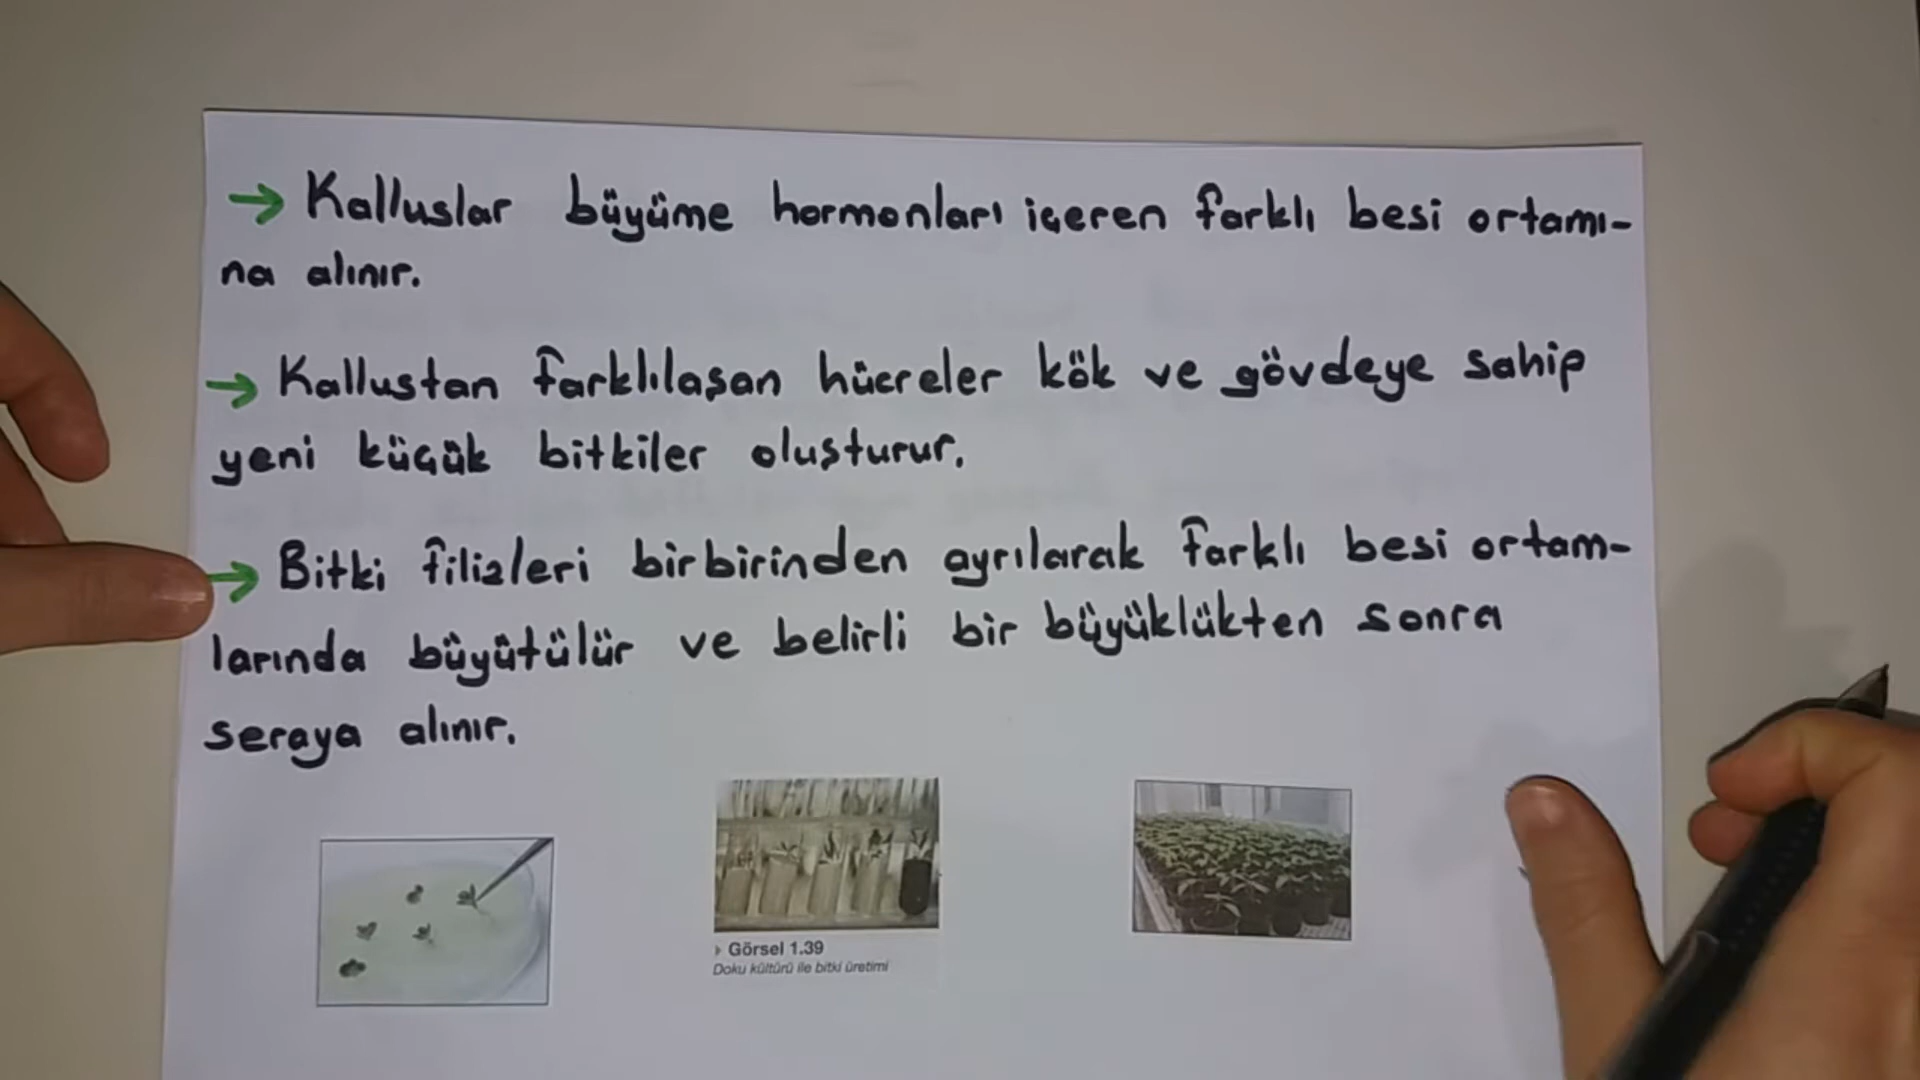 → Kalluslar büyüme hormonları içeren farklı besi ortamı-
na alınır.
→ Kallustan farklılaşan hücreler kök ve gövdeye sahip
yeni küçük bitkiler oluşturur.
→ Bitki filizleri birbirinden ayrılarak farklı besi ortam-
larında büyütülür ve belirli bir büyüklükten sonra
seraya alınır.
Görsel 1.39
Doku kültürü ile bitki üretimi